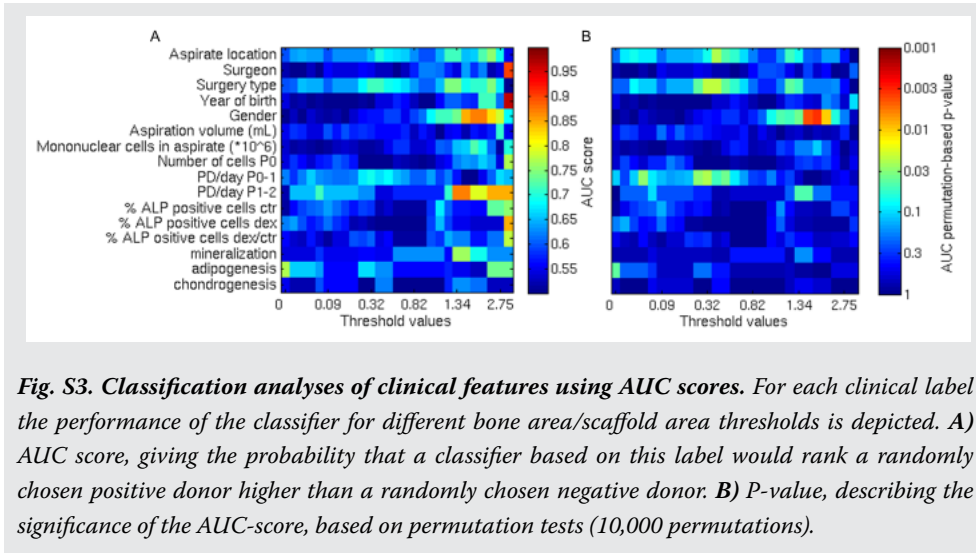 A
B
Aspirate location
Surgeon
Surgery type
Year of birth
Gender
Aspiration volume (mL)
Mononuclear cells in aspirate (*10^6)
Number of cells P0
PD/day P0-1
PD/day P1-2
% ALP positive cells ctr
% ALP positive cells dex
% ALP ositive cells dex/ctr
mineralization
adipogenesis
chondrogenesis
0 0.09 0.32 0.82 1.34 2.75
Threshold values
0.95
0.9
0.85
0.8
0.75
0.7
0.65
0.6
0.55
AUC score
0 0.09 0.32 0.82 1.34 2.75
Threshold values
0.001
0.003
0.01
0.03
0.1
0.3
1
AUC permutation-based p-value
Fig. S3. Classification analyses of clinical features using AUC scores. For each clinical label
the performance of the classifier for different bone area/scaffold area thresholds is depicted. A)
AUC score, giving the probability that a classifier based on this label would rank a randomly
chosen positive donor higher than a randomly chosen negative donor. B) P-value, describing the
significance of the AUC-score, based on permutation tests (10,000 permutations).